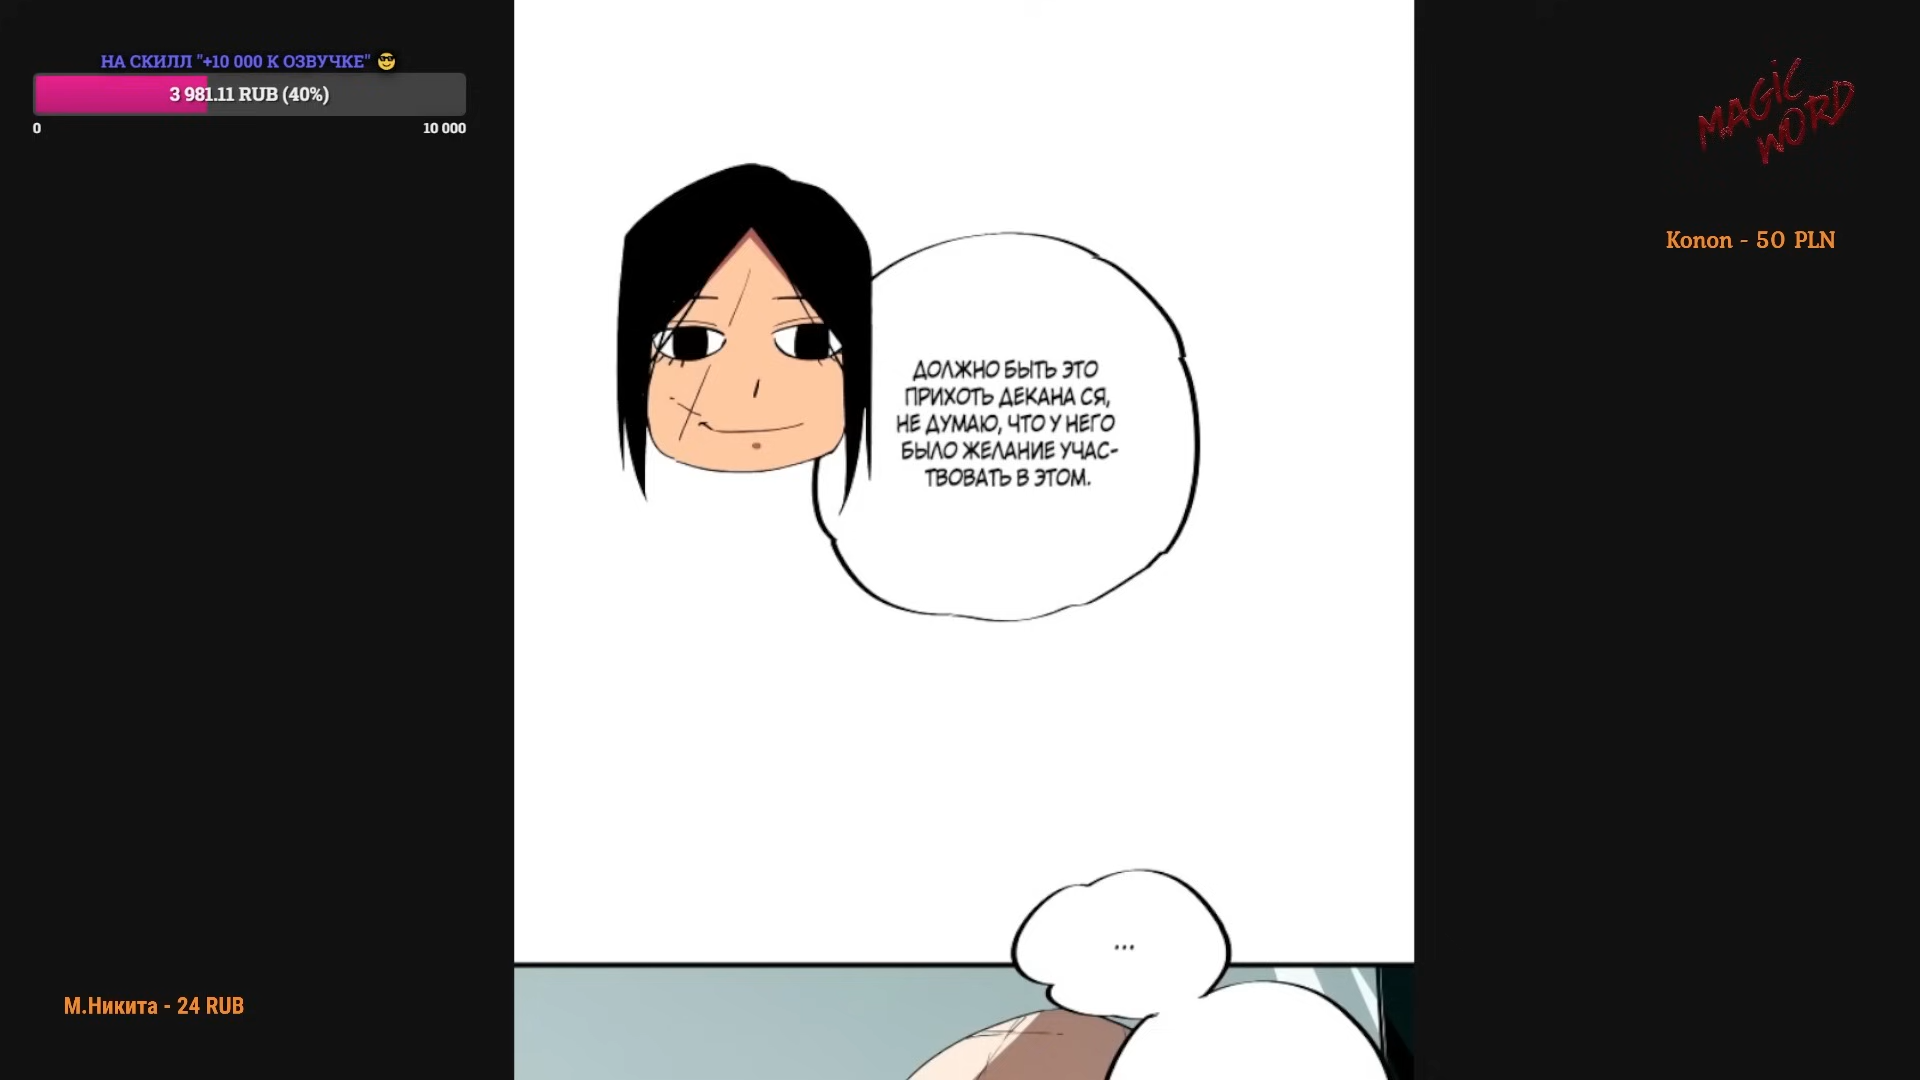 НА СКИЛЛ "+10 000 К ОЗВУЧКЕ" 😎
3 981.11 RUB (40%)
0
10 000
MAGIC
WORD
Konon - 50 PLN
ДОЛЖНО БЫТЬ ЭТО
ПРИХОТЬ ДЕКАНА СЯ,
НЕ ДУМАЮ, ЧТО У НЕГО
БЫЛО ЖЕЛАНИЕ УЧАС-
ТВОВАТЬ В ЭТОМ.
...
М.Никита - 24 RUB